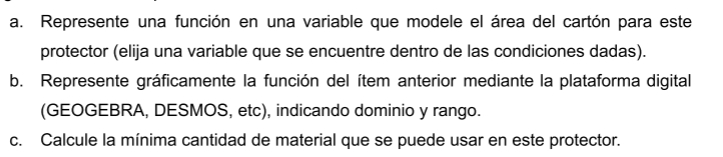 a. Represente una función en una variable que modele el área del cartón para este
protector (elija una variable que se encuentre dentro de las condiciones dadas).
b. Represente gráficamente la función del ítem anterior mediante la plataforma digital
(GEOGEBRA, DESMOS, etc), indicando dominio y rango.
c. Calcule la mínima cantidad de material que se puede usar en este protector.